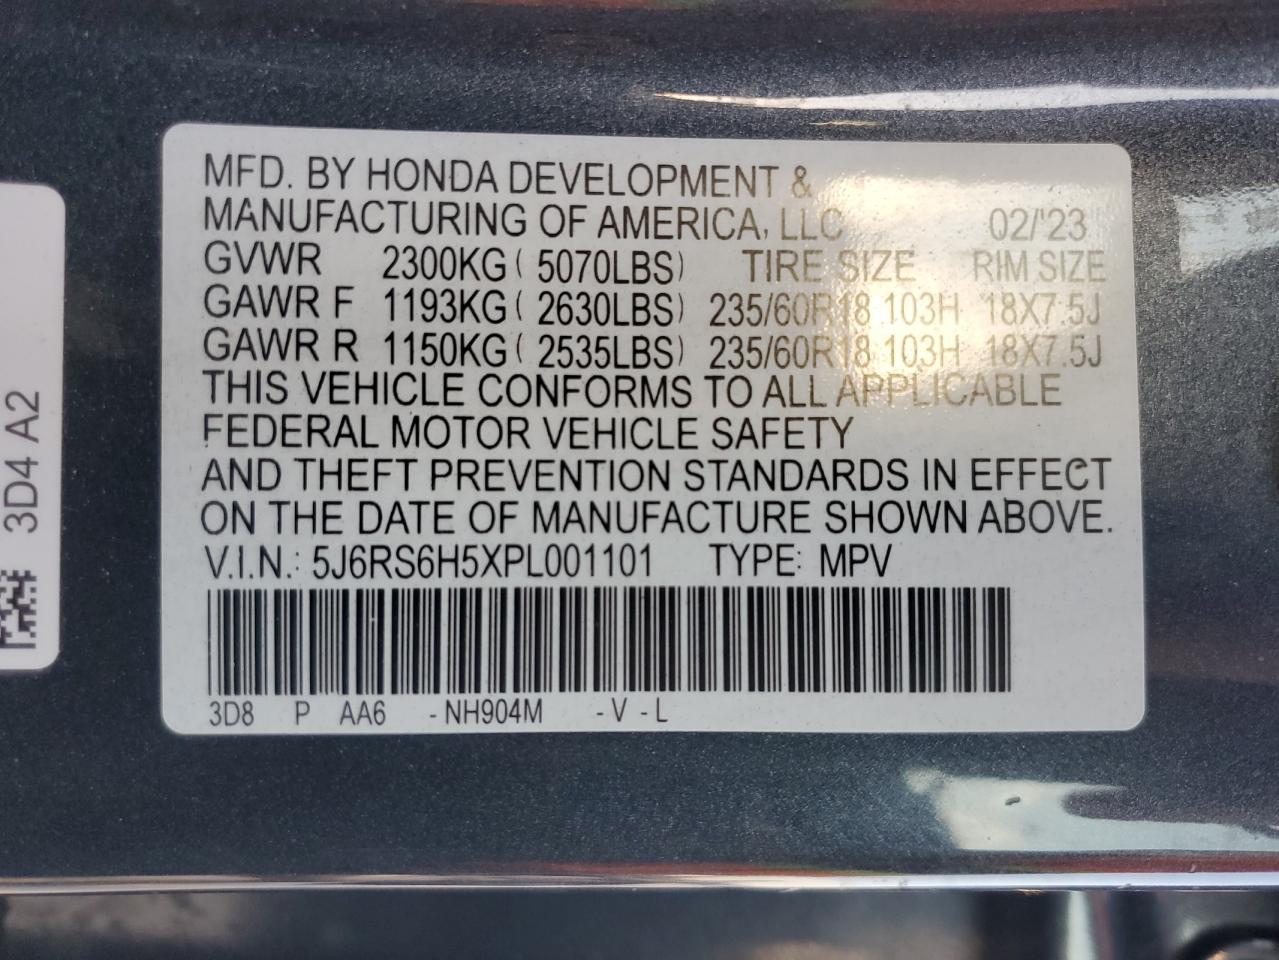 MFD. BY HONDA DEVELOPMENT &
MANUFACTURING OF AMERICA, LLC 02/'23
GVWR 2300KG ( 5070LBS) TIRE SIZE RIM SIZE
GAWR F 1193KG ( 2630LBS) 235/60R18 103H 18X7.5J
GAWR R 1150KG ( 2535LBS) 235/60R18 103H 18X7.5J
THIS VEHICLE CONFORMS TO ALL APPLICABLE
FEDERAL MOTOR VEHICLE SAFETY
AND THEFT PREVENTION STANDARDS IN EFFECT
ON THE DATE OF MANUFACTURE SHOWN ABOVE.
V.I.N.: 5J6RS6H5XPL001101 TYPE: MPV
3D8 P AA6 -NH904M -V -L
3D4 A2